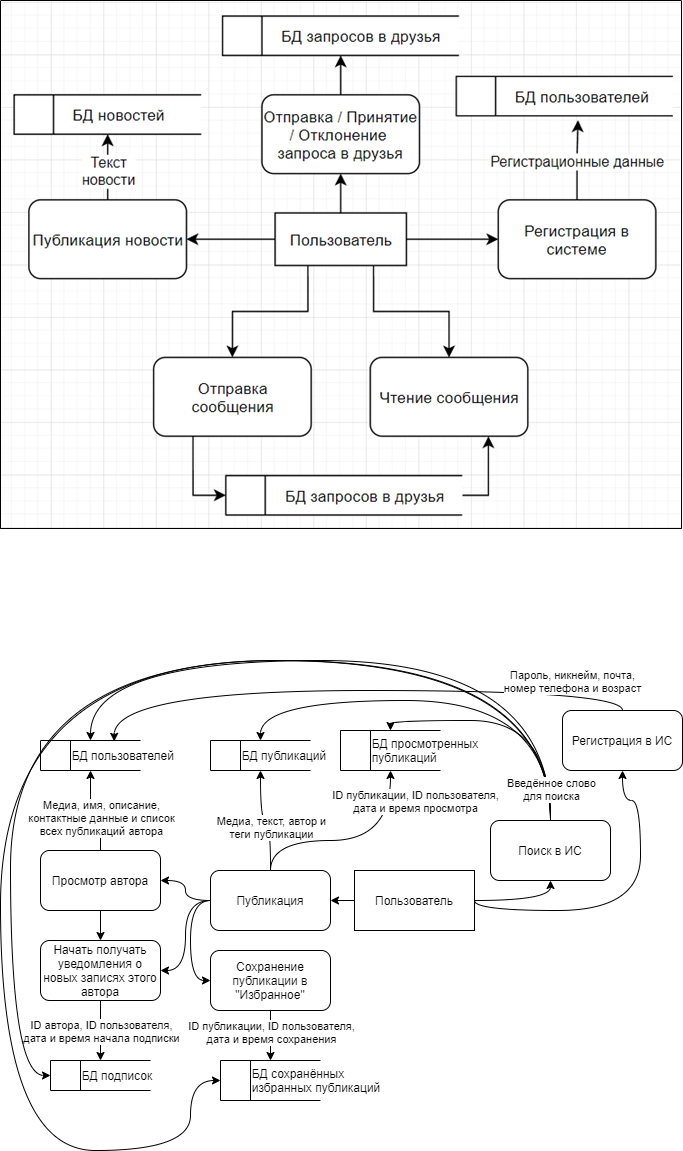 БД запросов в друзья
БД пользователей
БД новостей
Отправка / Принятие
/ Отклонение
запроса в друзья
Текст
новости
Регистрационные данные
Публикация новости
Пользователь
Регистрация в
системе
Отправка
сообщения
Чтение сообщения
БД запросов в друзья
Пароль, никнейм, почта,
номер телефона и возраст
Регистрация в ИС
БД пользователей
БД публикаций
БД просмотренных
публикаций
Введённое слово
для поиска
ID публикации, ID пользователя,
дата и время просмотра
Медиа, имя, описание,
контактные данные и список
всех публикаций автора
Медиа, текст, автор и
теги публикации
Поиск в ИС
Просмотр автора
Публикация
Пользователь
Начать получать
уведомления о
новых записях этого
автора
Сохранение
публикации в
"Избранное"
ID автора, ID пользователя,
дата и время начала подписки
ID публикации, ID пользователя,
дата и время сохранения
БД подписок
БД сохранённых
избранных публикаций